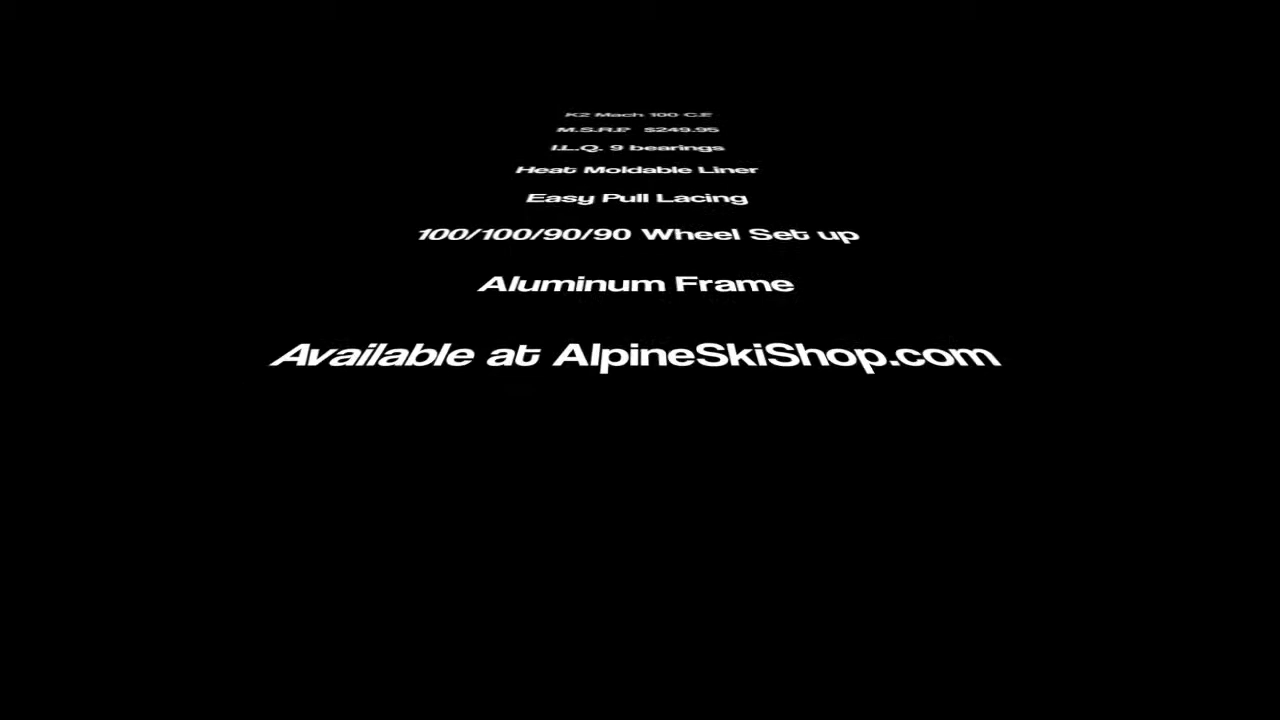 K2 Mach 100 C.F
M.S.R.P. $249.95
I.L.Q. 9 bearings
Heat Moldable Liner
Easy Pull Lacing
100/100/90/90 Wheel Set up
Aluminum Frame
Available at AlpineSkiShop.com